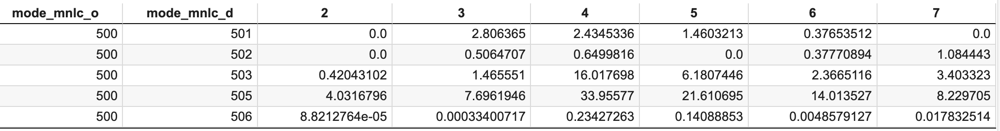 mode_mnlc_o mode_mnlc_d 2 3 4 5 6 7
500 501 0.0 2.806365 2.4345336 1.4603213 0.37653512 0.0
500 502 0.0 0.5064707 0.6499816 0.0 0.37770894 1.084443
500 503 0.42043102 1.465551 16.017698 6.1807446 2.3665116 3.403323
500 505 4.0316796 7.6961946 33.95577 21.610695 14.013527 8.229705
500 506 8.8212764e-05 0.00033400717 0.23427263 0.14088853 0.0048579127 0.017832514